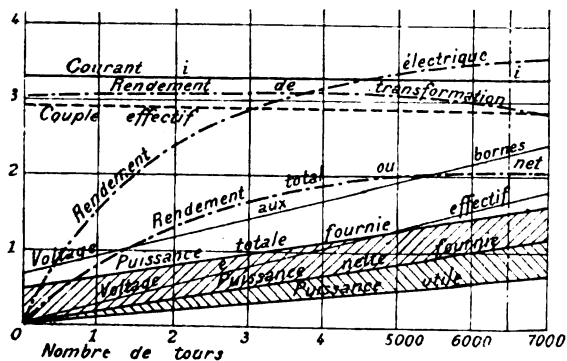 4
électrique
Courant i
i
3
Rendement de transformation
Couple effectif
2
bornes
Rendement total ou net
Rendement
aux
effectif
1
Voltage
Puissance totale fournie
Voltage e
Puissance nette fournie
Puissance utile
0
0 1 2 3 4 5000 6000 7000
Nombre de tours